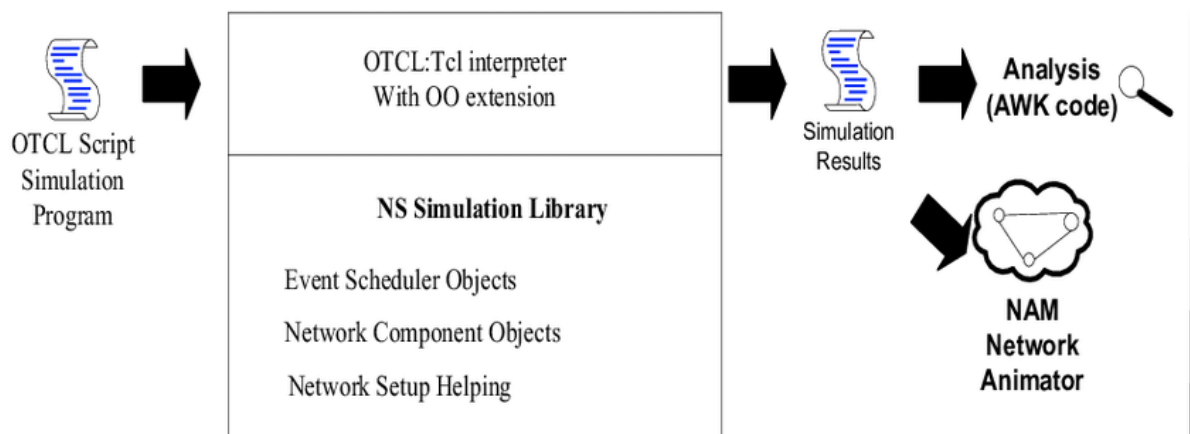 OTCL Script
Simulation
Program
OTCL:Tcl interpreter
With OO extension
NS Simulation Library
Event Scheduler Objects
Network Component Objects
Network Setup Helping
Simulation
Results
Analysis
(AWK code)
NAM
Network
Animator